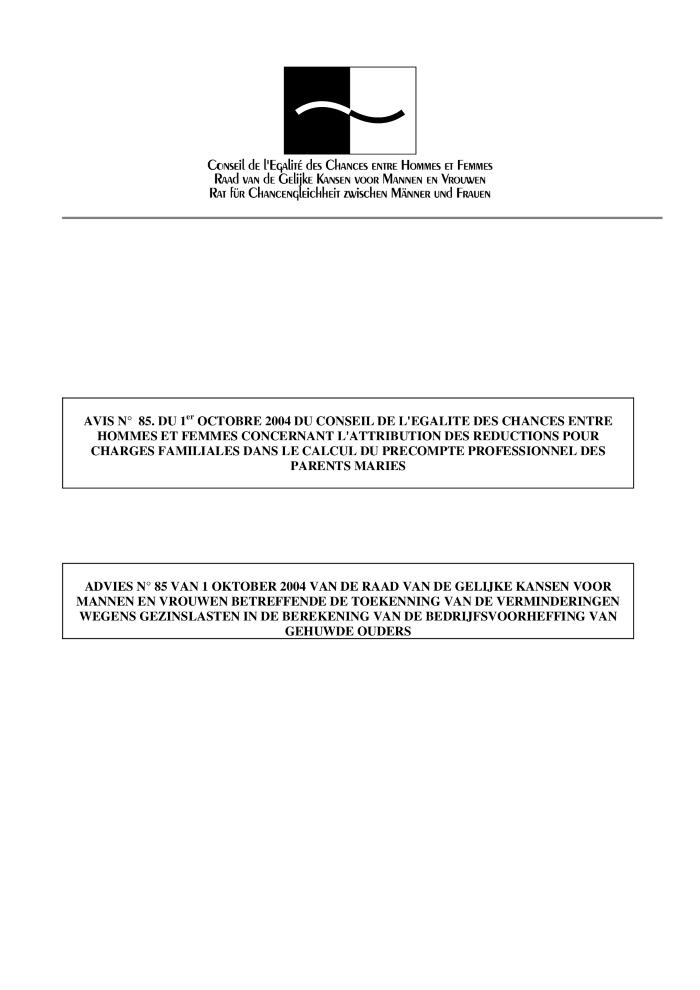 Conseil de l'Egalité des Chances entre Hommes et Femmes
Raad van de Gelijke Kansen voor Mannen en Vrouwen
Rat für Chancengleichheit zwischen Männer und Frauen
AVIS N° 85. DU 1er OCTOBRE 2004 DU CONSEIL DE L'EGALITE DES CHANCES ENTRE
HOMMES ET FEMMES CONCERNANT L'ATTRIBUTION DES REDUCTIONS POUR
CHARGES FAMILIALES DANS LE CALCUL DU PRECOMPTE PROFESSIONNEL DES
PARENTS MARIES
ADVIES N° 85 VAN 1 OKTOBER 2004 VAN DE RAAD VAN DE GELIJKE KANSEN VOOR
MANNEN EN VROUWEN BETREFFENDE DE TOEKENNING VAN DE VERMINDERINGEN
WEGENS GEZINSLASTEN IN DE BEREKENING VAN DE BEDRIJFSVOORHEFFING VAN
GEHUWDE OUDERS